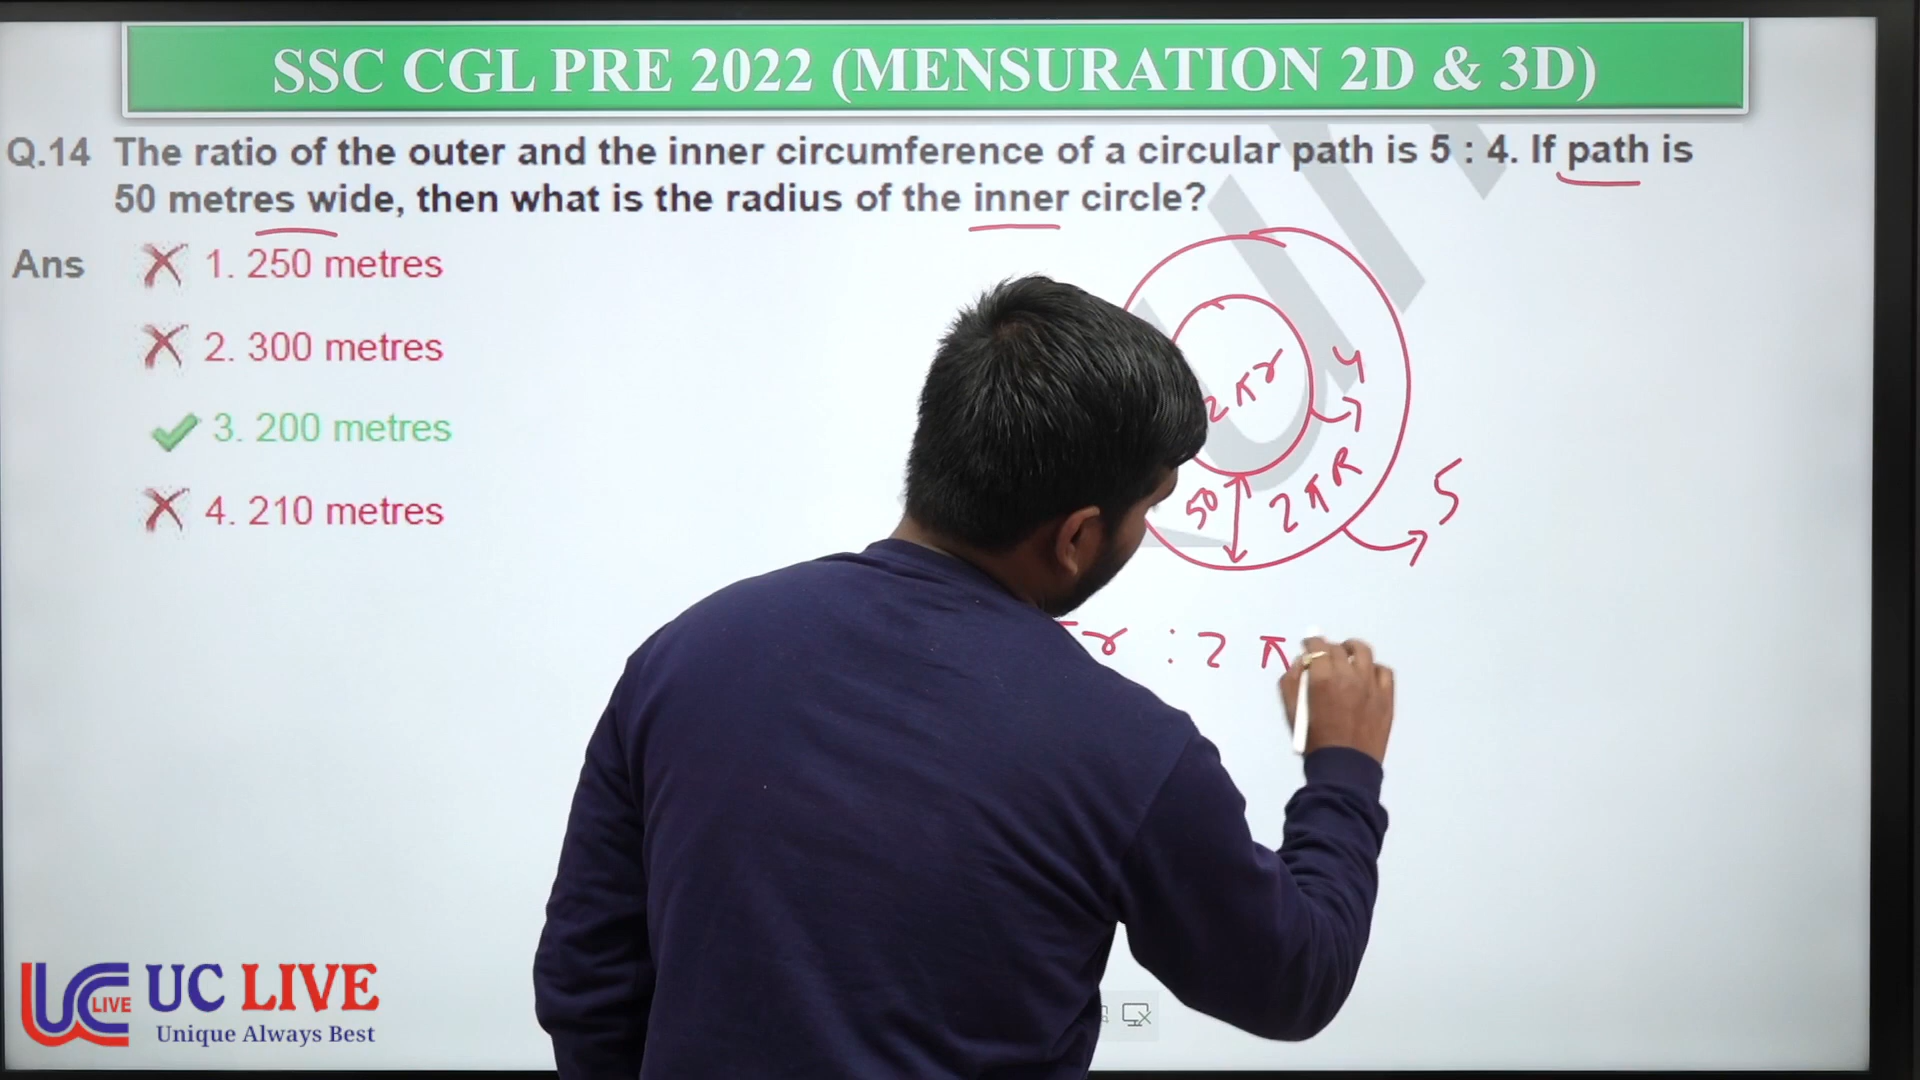 SSC CGL PRE 2022 (MENSURATION 2D & 3D)
Q.14 The ratio of the outer and the inner circumference of a circular path is 5 : 4. If path is
50 metres wide, then what is the radius of the inner circle?
Ans
1. 250 metres
2. 300 metres
3. 200 metres
4. 210 metres
2πr
4
50
2πR
5
r : 2 π
LIVE
UC LIVE
Unique Always Best